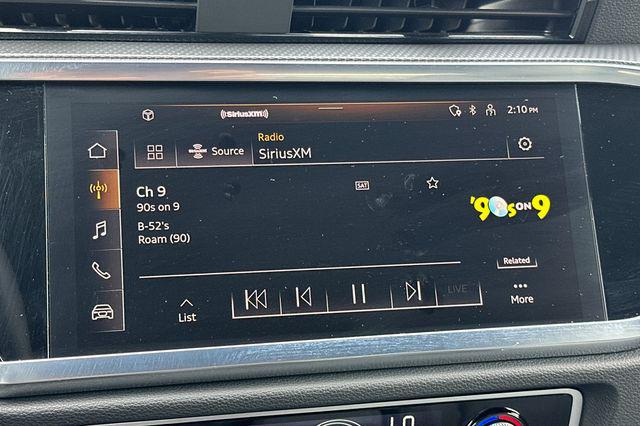 ((SiriusXM))
2:10 PM
Radio
Source
SiriusXM
Ch 9
SAT
90s on 9
'90s ON 9
B-52's
Roam (90)
Related
LIVE
List
More